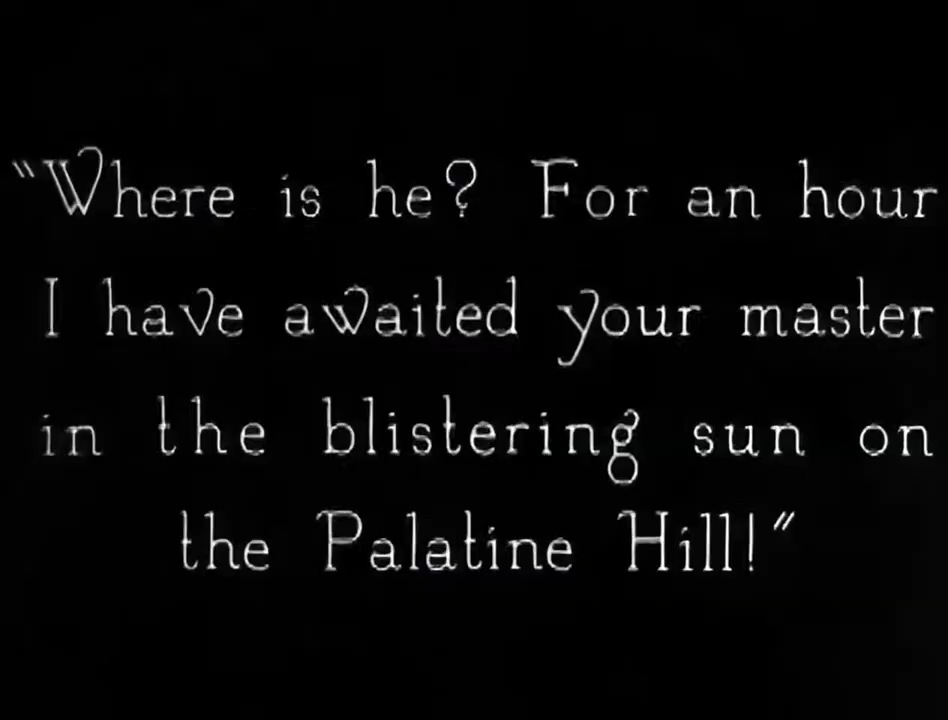 “Where is he? For an hour
I have awaited your master
in the blistering sun on
the Palatine Hill!”